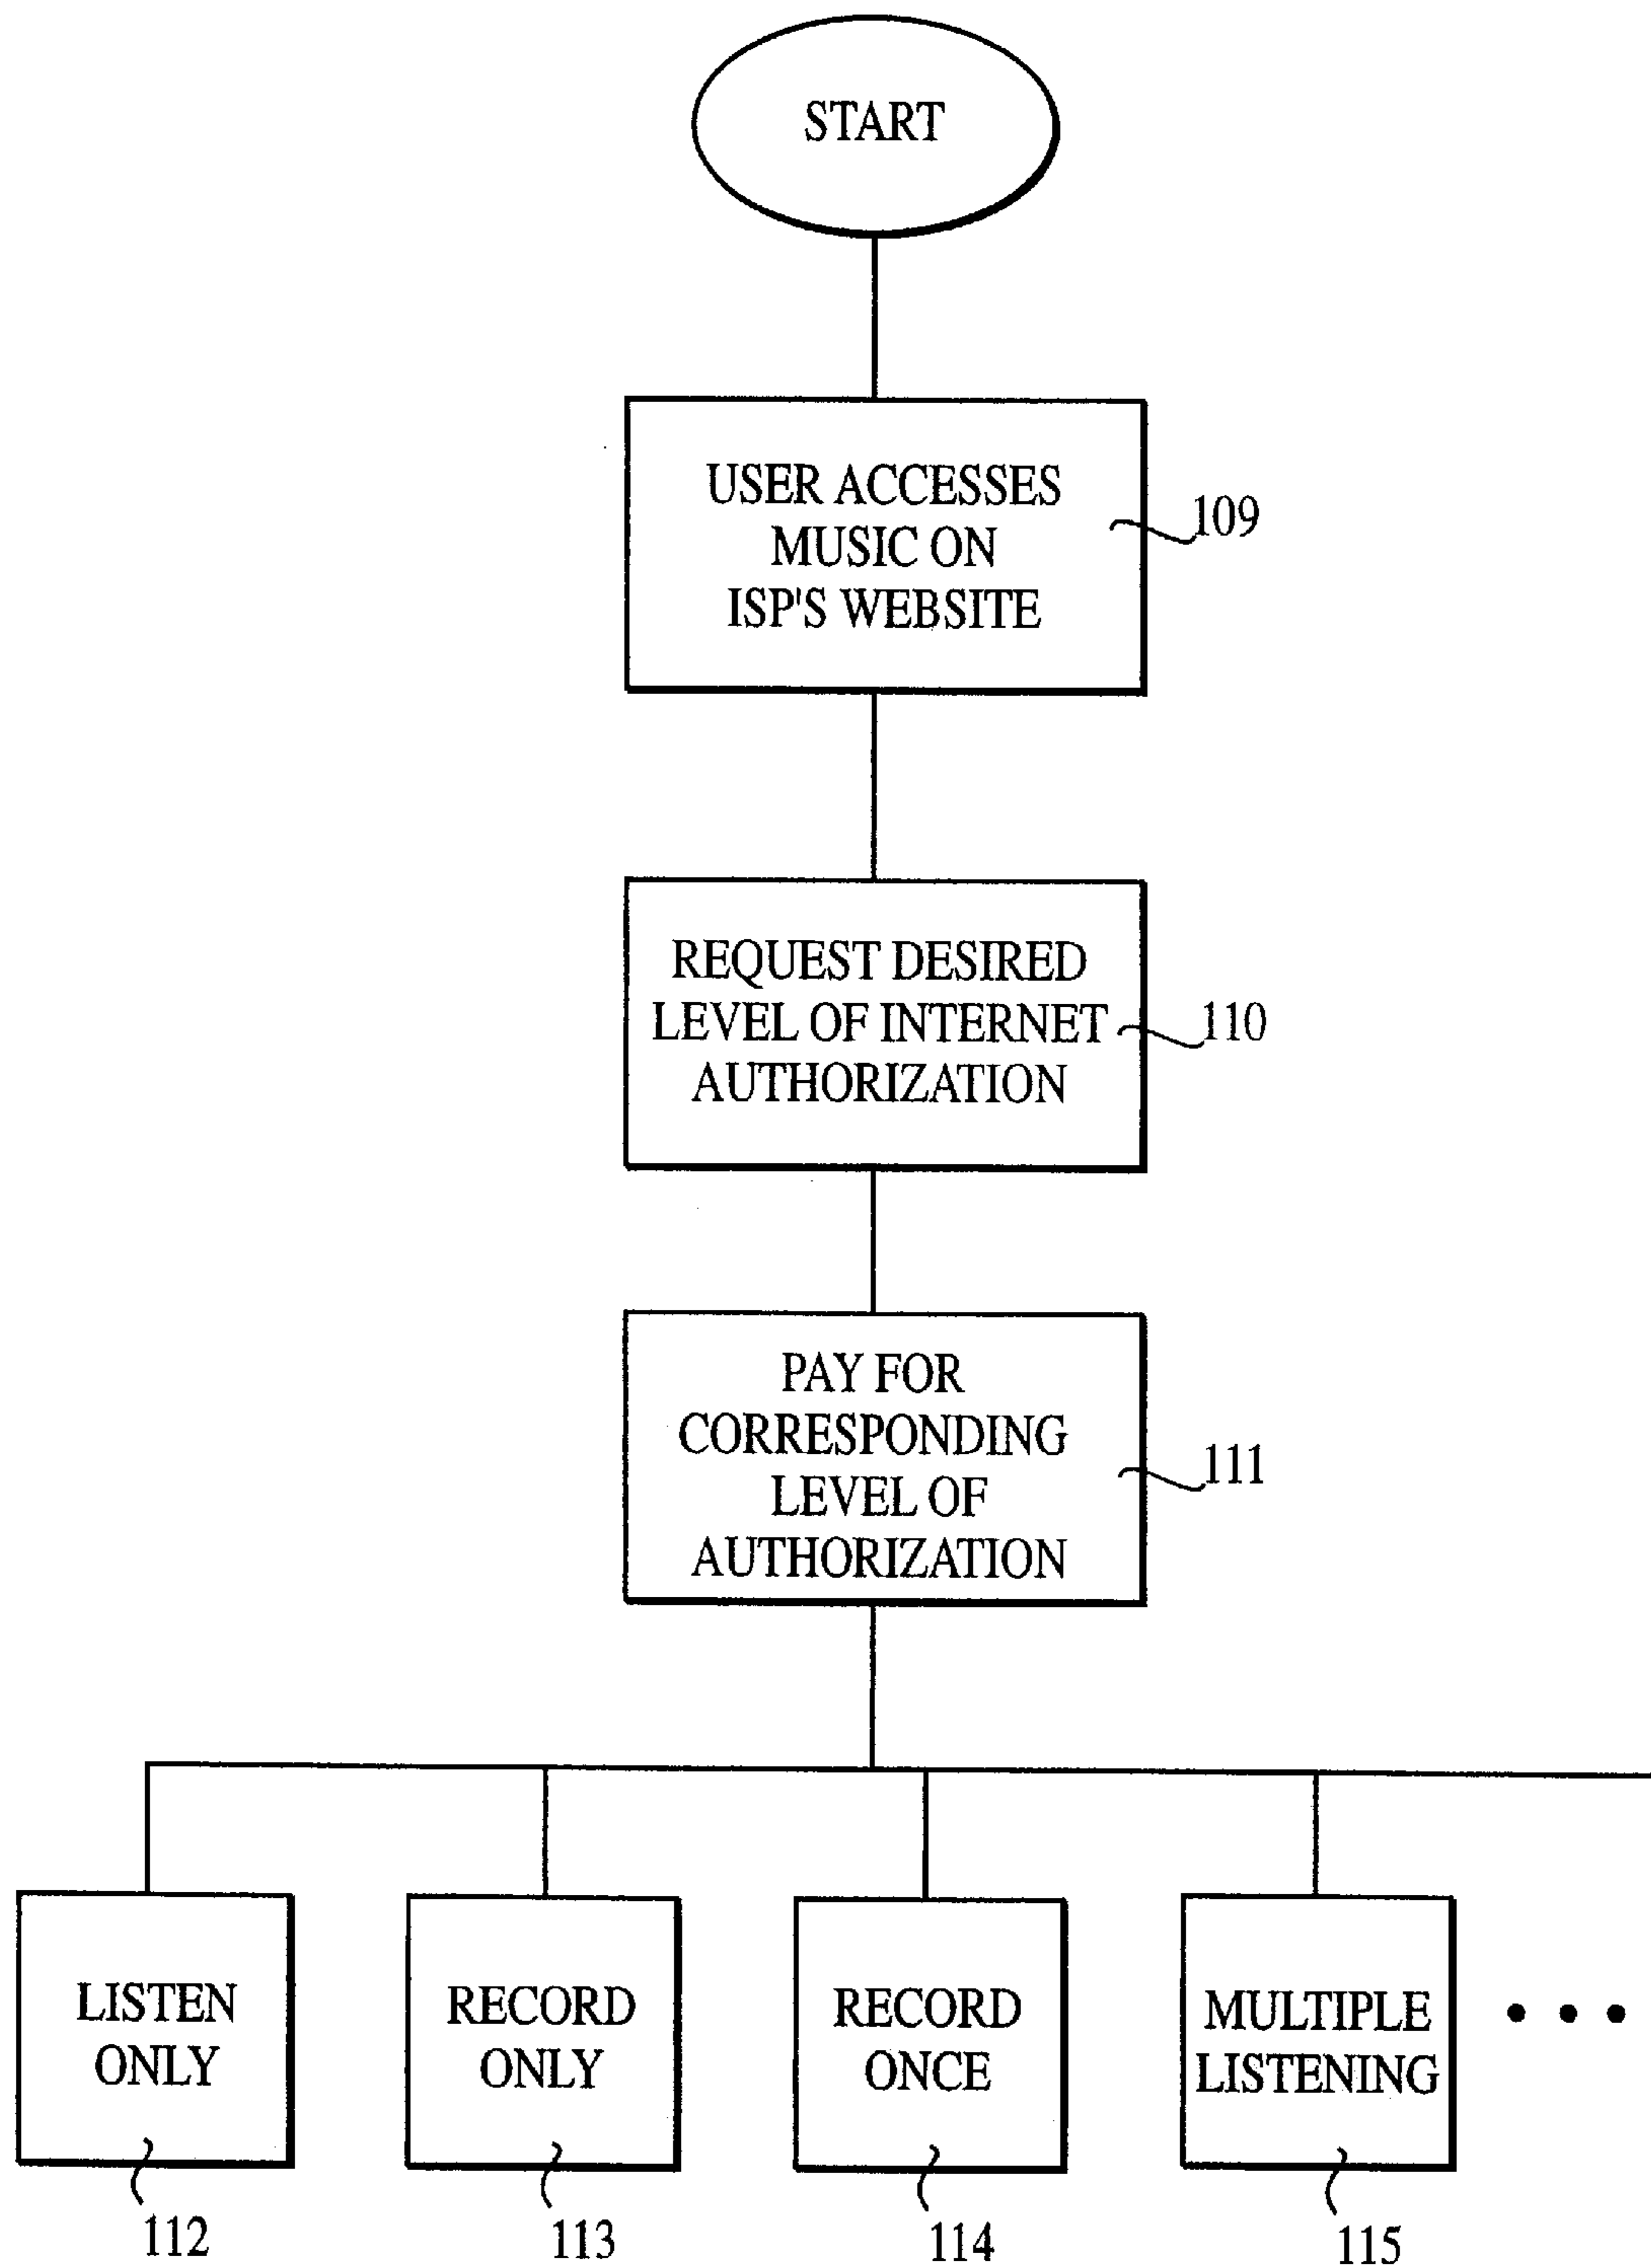 START
USER ACCESSES
MUSIC ON
ISP'S WEBSITE
109
REQUEST DESIRED
LEVEL OF INTERNET
AUTHORIZATION
110
PAY FOR
CORRESPONDING
LEVEL OF
AUTHORIZATION
111
LISTEN
ONLY
112
RECORD
ONLY
113
RECORD
ONCE
114
MULTIPLE
LISTENING
115
• • •